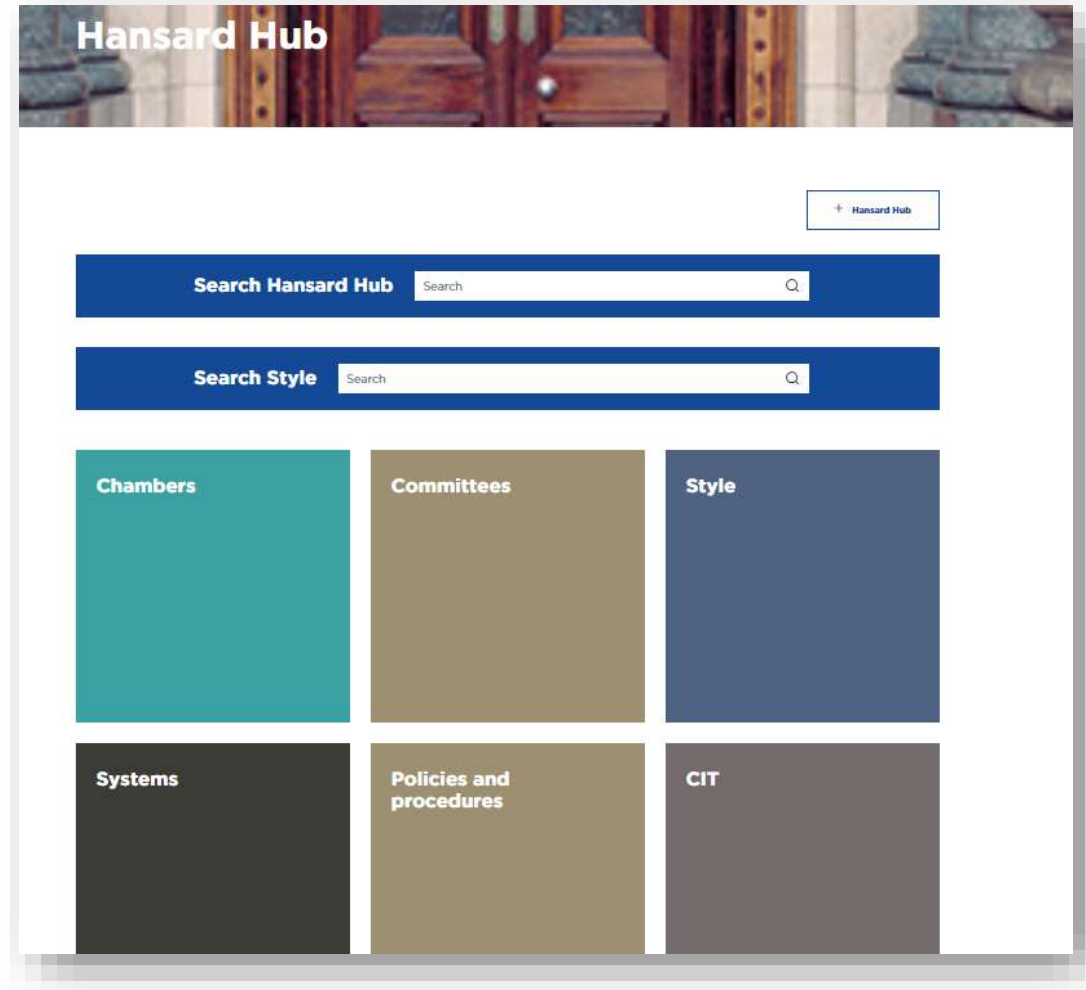 Hansard Hub
+ Hansard Hub
Search Hansard Hub Search
Search Style Search
Chambers
Committees
Style
Systems
Policies and
procedures
CIT